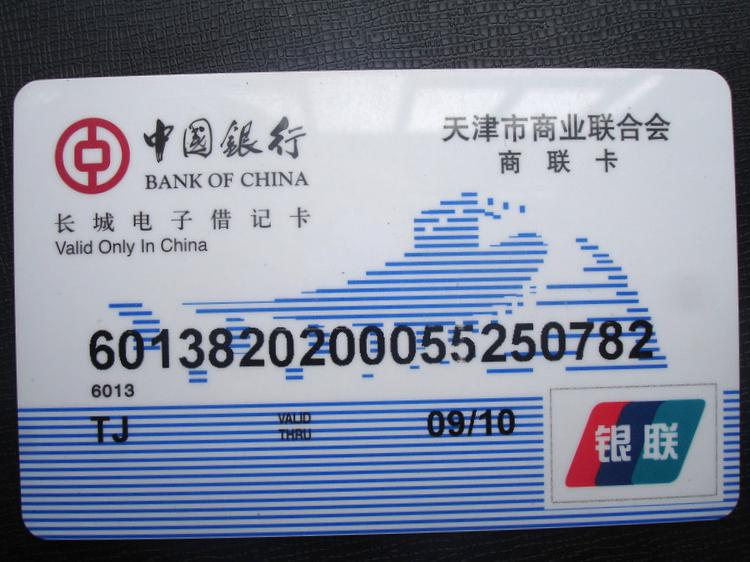 中国銀行
BANK OF CHINA
长城电子借记卡
Valid Only In China
天津市商业联合会
商联卡
6013820200055250782
6013
TJ
VALID THRU
09/10
银联